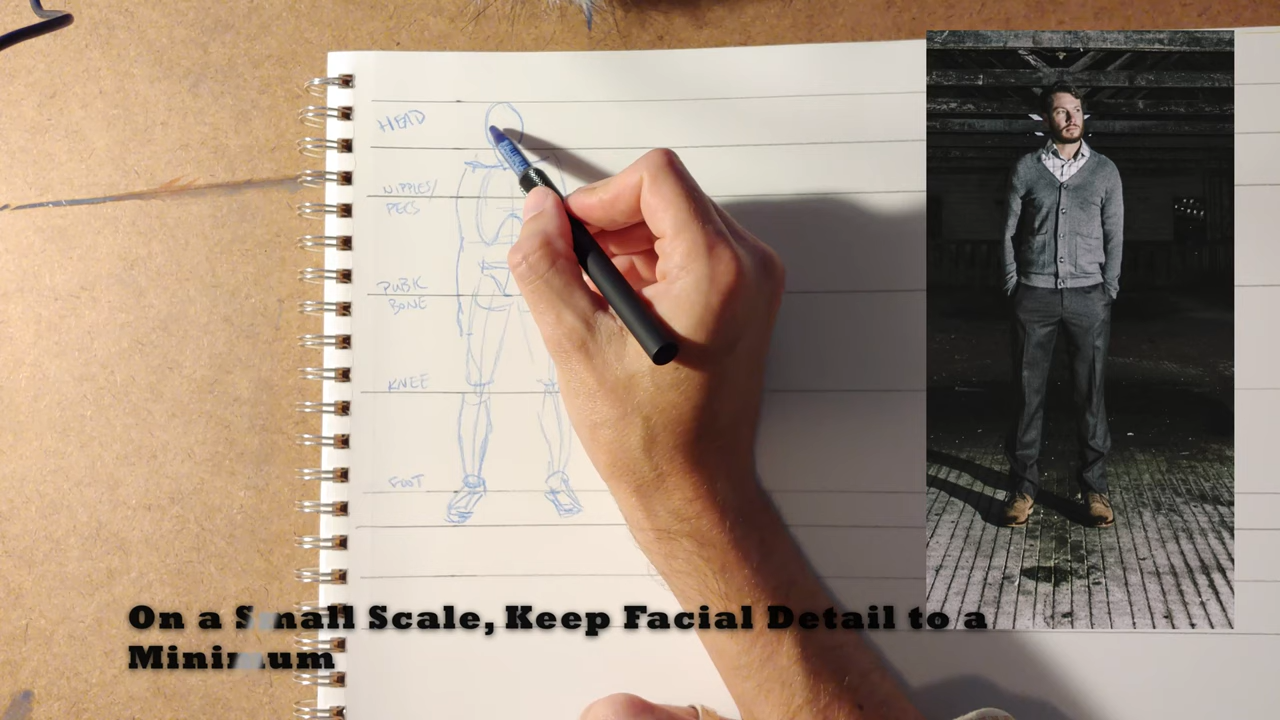 HEAD
NIPPLES/
PECS
PUBIC
BONE
KNEE
FOOT
On a Small Scale, Keep Facial Detail to a
Minimum